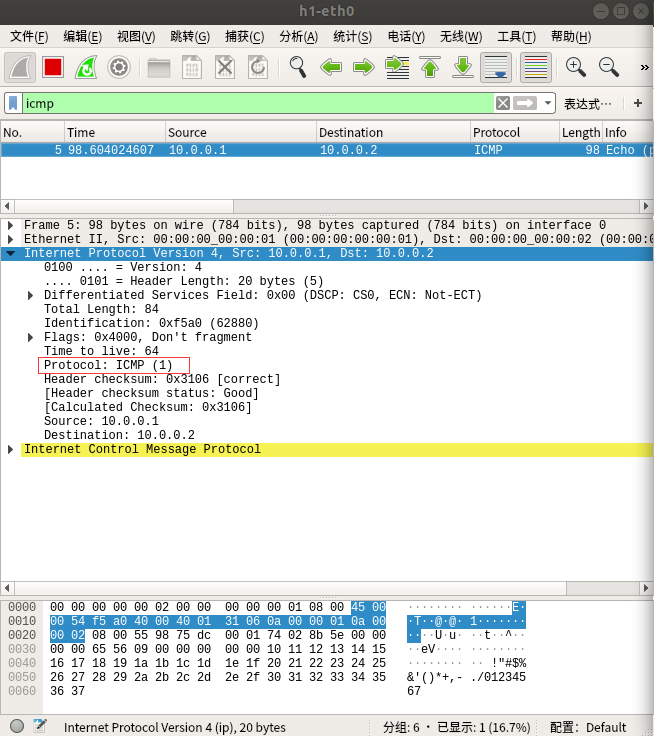 h1-eth0
文件(F) 编辑(E) 视图(V) 跳转(G) 捕获(C) 分析(A) 统计(S) 电话(Y) 无线(W) 工具(T) 帮助(H)
»
icmp 表达式… +
No. Time Source Destination Protocol Length Info
5 98.604024607 10.0.0.1 10.0.0.2 ICMP 98 Echo (p
Frame 5: 98 bytes on wire (784 bits), 98 bytes captured (784 bits) on interface 0
Ethernet II, Src: 00:00:00_00:00:01 (00:00:00:00:00:01), Dst: 00:00:00_00:00:02 (00:00:0
Internet Protocol Version 4, Src: 10.0.0.1, Dst: 10.0.0.2
0100 .... = Version: 4
.... 0101 = Header Length: 20 bytes (5)
Differentiated Services Field: 0x00 (DSCP: CS0, ECN: Not-ECT)
Total Length: 84
Identification: 0xf5a0 (62880)
Flags: 0x4000, Don't fragment
Time to live: 64
Protocol: ICMP (1)
Header checksum: 0x3106 [correct]
[Header checksum status: Good]
[Calculated Checksum: 0x3106]
Source: 10.0.0.1
Destination: 10.0.0.2
Internet Control Message Protocol
0000 00 00 00 00 00 02 00 00 00 00 00 01 08 00 45 00 ········ ······E·
0010 00 54 f5 a0 40 00 40 01 31 06 0a 00 00 01 0a 00 ·T··@·@· 1·······
0020 00 02 08 00 55 98 75 dc 00 01 74 02 8b 5e 00 00 ····U·u· ··t··^··
0030 00 00 65 56 09 00 00 00 00 00 10 11 12 13 14 15 ··eV···· ········
0040 16 17 18 19 1a 1b 1c 1d 1e 1f 20 21 22 23 24 25 ········ ·· !"#$%
0050 26 27 28 29 2a 2b 2c 2d 2e 2f 30 31 32 33 34 35 &'()*+,- ./012345
0060 36 37 67
Internet Protocol Version 4 (ip), 20 bytes 分组: 6 · 已显示: 1 (16.7%) 配置: Default